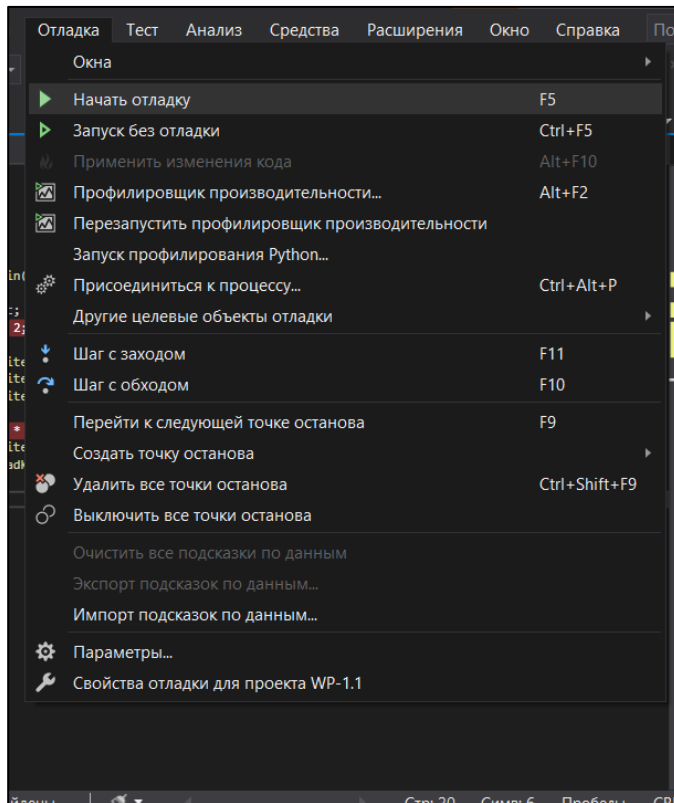 Отладка Тест Анализ Средства Расширения Окно Справка По
Окна
Начать отладку F5
Запуск без отладки Ctrl+F5
Применить изменения кода Alt+F10
Профилировщик производительности... Alt+F2
Перезапустить профилировщик производительности
Запуск профилирования Python...
Присоединиться к процессу... Ctrl+Alt+P
Другие целевые объекты отладки
2;
Шаг с заходом F11
Шаг с обходом F10
Перейти к следующей точке останова F9
Создать точку останова
Удалить все точки останова Ctrl+Shift+F9
Выключить все точки останова
Очистить все подсказки по данным
Экспорт подсказок по данным...
Импорт подсказок по данным...
Параметры...
Свойства отладки для проекта WP-1.1